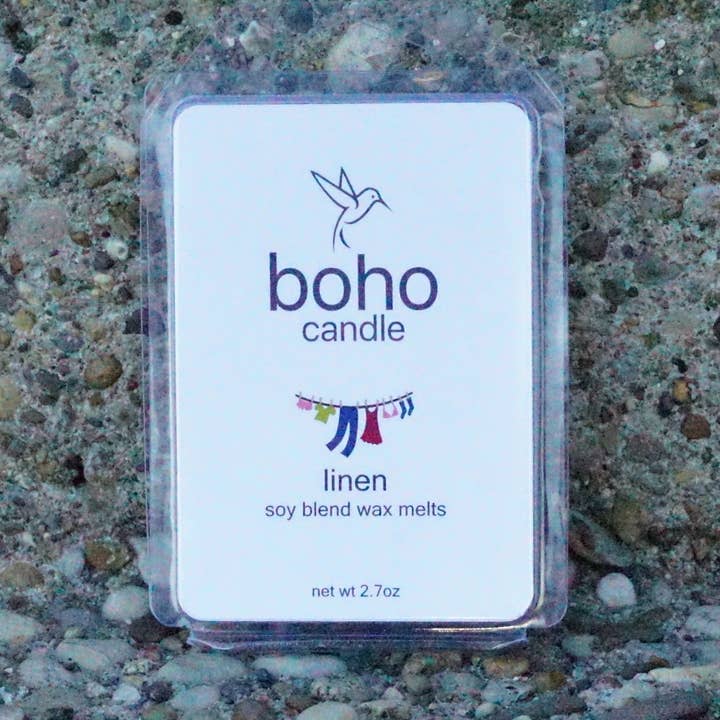 boho
candle
linen
soy blend wax melts
net wt 2.7oz